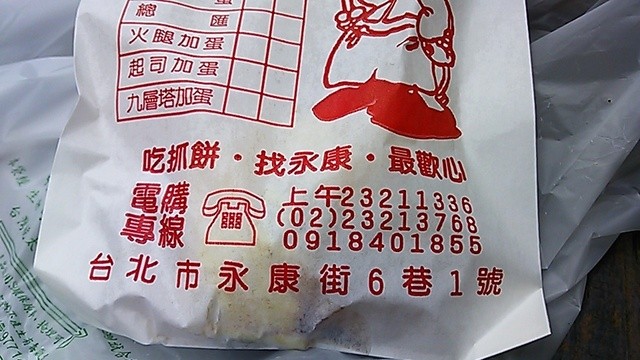 蛋
總匯
火腿加蛋
起司加蛋
九層塔加蛋
吃抓餅·找永康·最歡心
電購專線
上午23211336
(02)23213768
0918401855
台北市永康街6巷1號